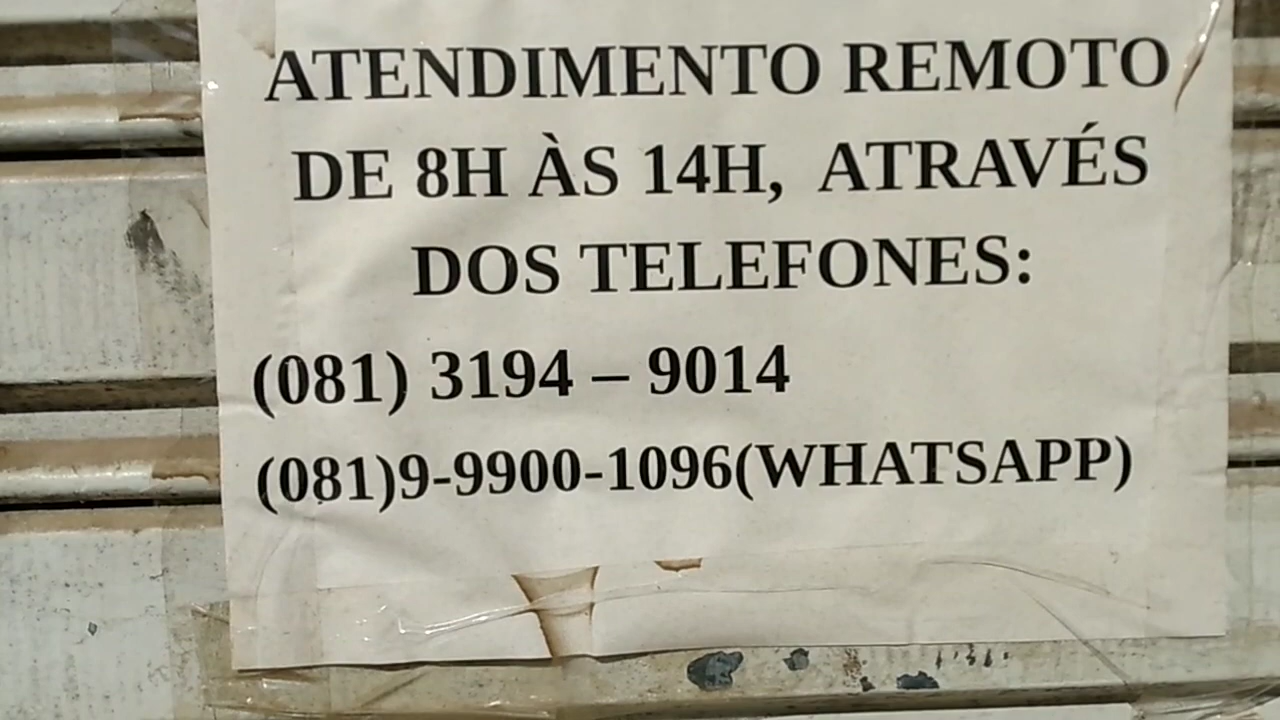 ATENDIMENTO REMOTO
DE 8H ÀS 14H, ATRAVÉS
DOS TELEFONES:
(081) 3194 – 9014
(081)9-9900-1096(WHATSAPP)